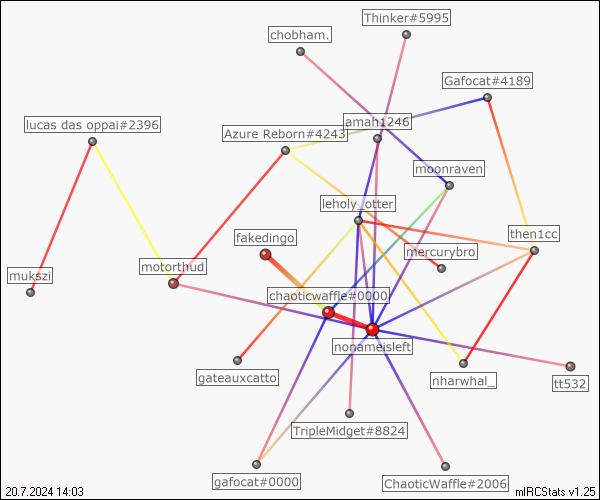 Thinker#5995
chobham.
Gafocat#4189
amah1246
lucas das oppai#2396
Azure Reborn#4243
moonraven
leholy_otter
then1cc
fakedingo
mercurybro
motorthud
mukszi
chaoticwaffle#0000
nonameisleft
gateauxcatto
nharwhal_
tt532
TripleMidget#8824
gafocat#0000
ChaoticWaffle#2006
20.7.2024 14:03
mIRCStats v1.25